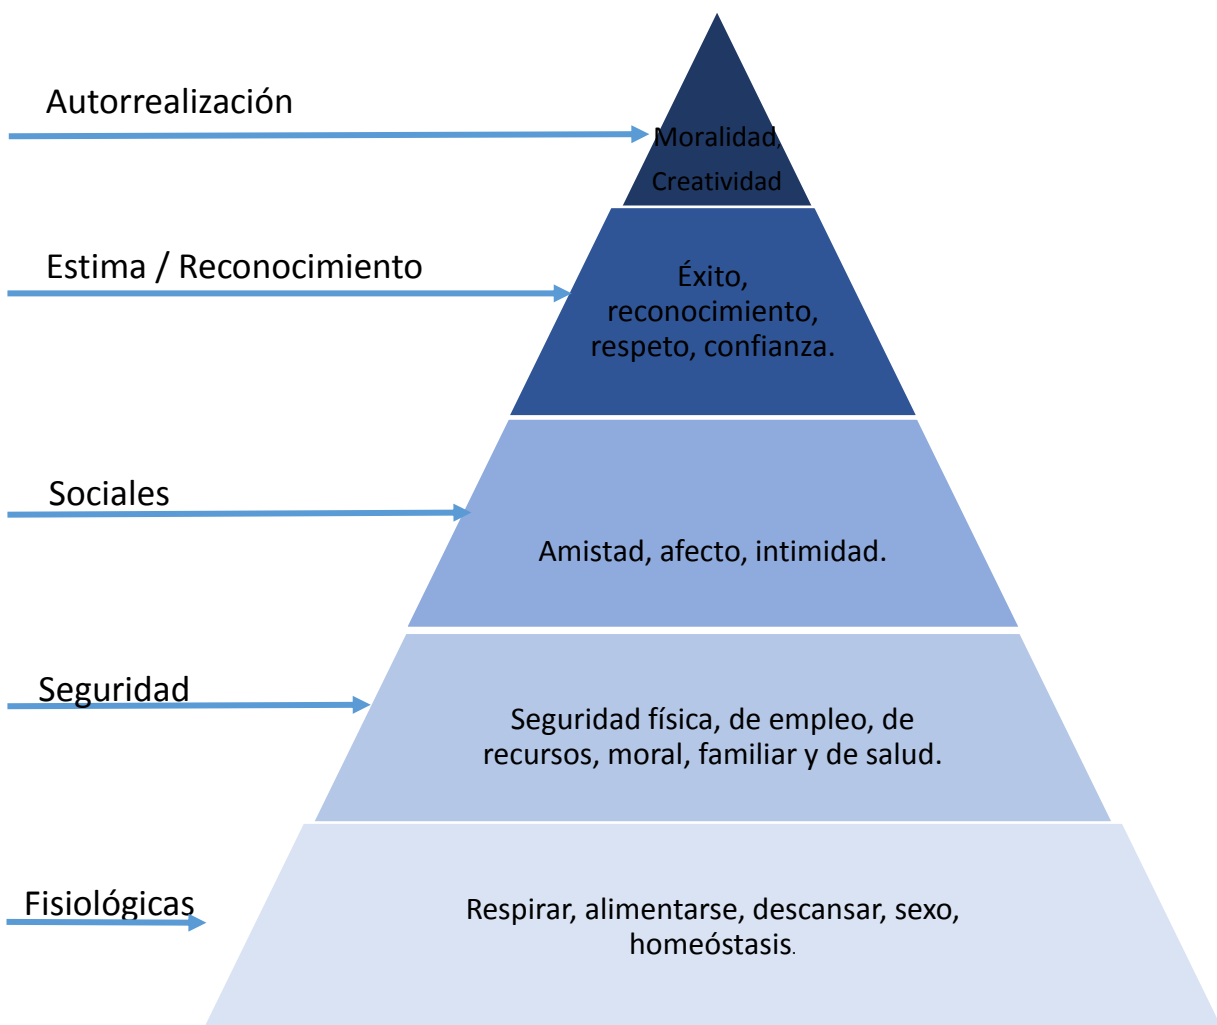 Autorrealización
Moralidad,
Creatividad
Estima / Reconocimiento
Éxito,
reconocimiento,
respeto, confianza.
Sociales
Amistad, afecto, intimidad.
Seguridad
Seguridad física, de empleo, de
recursos, moral, familiar y de salud.
Fisiológicas
Respirar, alimentarse, descansar, sexo,
homeóstasis.